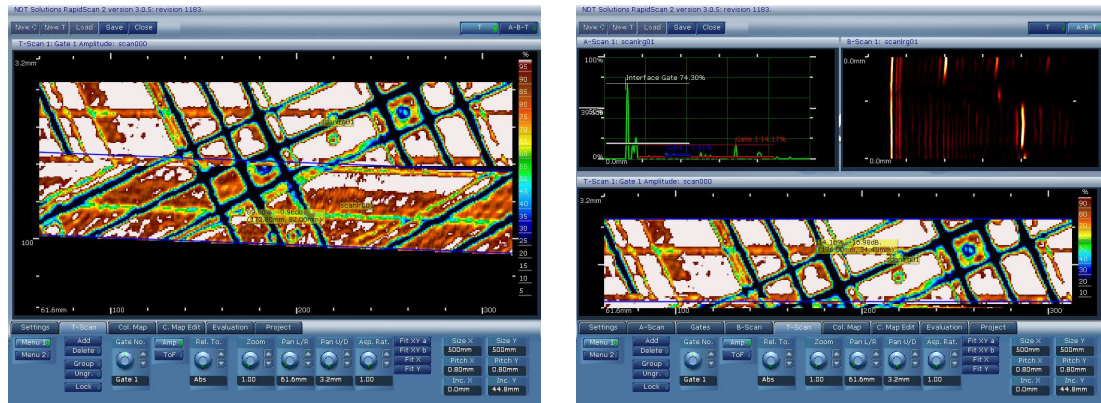 NDT Solutions RapidScan 2 version 3.0.5: revision 1183.
New C New T Load Save Close
T A-B-T
T-Scan 1: Gate 1 Amplitude: scan000
3.2mm
%
95
90
85
80
75
70
65
60
55
50
45
40
35
30
25
20
15
10
5
100
61.6mm
100
200
300
Settings T-Scan Col. Map C. Map Edit Evaluation Project
Menu 1 Add Gate No. Amp Rel. To. Zoom Pan L/R Pan U/D Asp. Rat. Fit XY a Size X Size Y
Menu 2 Delete ToF Fit XY b 500mm 500mm
Group Fit X Pitch X Pitch Y
Ungr. Fit Y 0.80mm 0.80mm
Lock Gate 1 Abs 1.00 61.6mm 3.2mm 1.00 Inc. X Inc. Y
0.0mm 44.8mm
NDT Solutions RapidScan 2 version 3.0.5: revision 1183.
New C New T Load Save Close
T A-B-T
A-Scan 1: scanlrg01
100%
Interface Gate 74.30%
Gate 1 14.17%
0%
0.0mm
B-Scan 1: scanlrg01
0.0mm
0.0mm
T-Scan 1: Gate 1 Amplitude: scan000
3.2mm
%
90
80
70
60
50
40
30
20
10
61.6mm
100
200
300
Settings A-Scan Gates B-Scan T-Scan Col. Map C. Map Edit Evaluation Project
Menu 1 Add Gate No. Amp Rel. To. Zoom Pan L/R Pan U/D Asp. Rat. Fit XY a Size X Size Y
Menu 2 Delete ToF Fit XY b 500mm 500mm
Group Fit X Pitch X Pitch Y
Ungr. Fit Y 0.80mm 0.80mm
Lock Gate 1 Abs 1.00 61.6mm 3.2mm 1.00 Inc. X Inc. Y
0.0mm 44.8mm